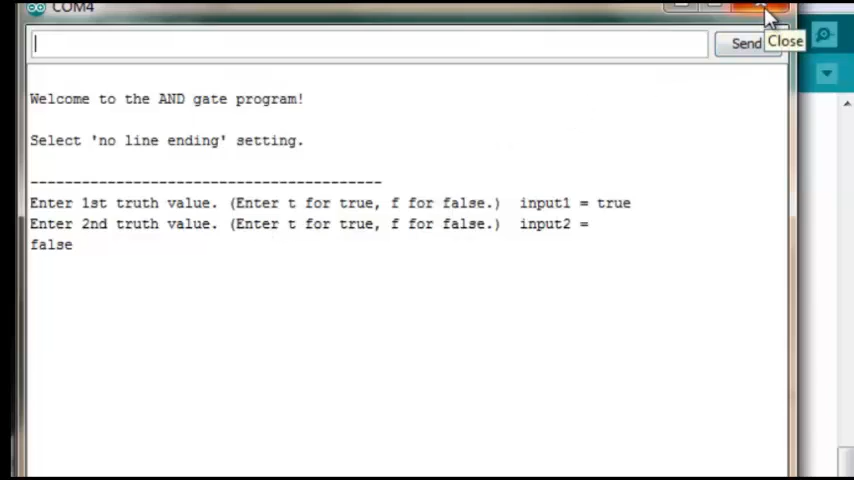 COM4
Send
Close
Welcome to the AND gate program!
Select 'no line ending' setting.
-----------------------------------------
Enter 1st truth value. (Enter t for true, f for false.)  input1 = true
Enter 2nd truth value. (Enter t for true, f for false.)  input2 =
false